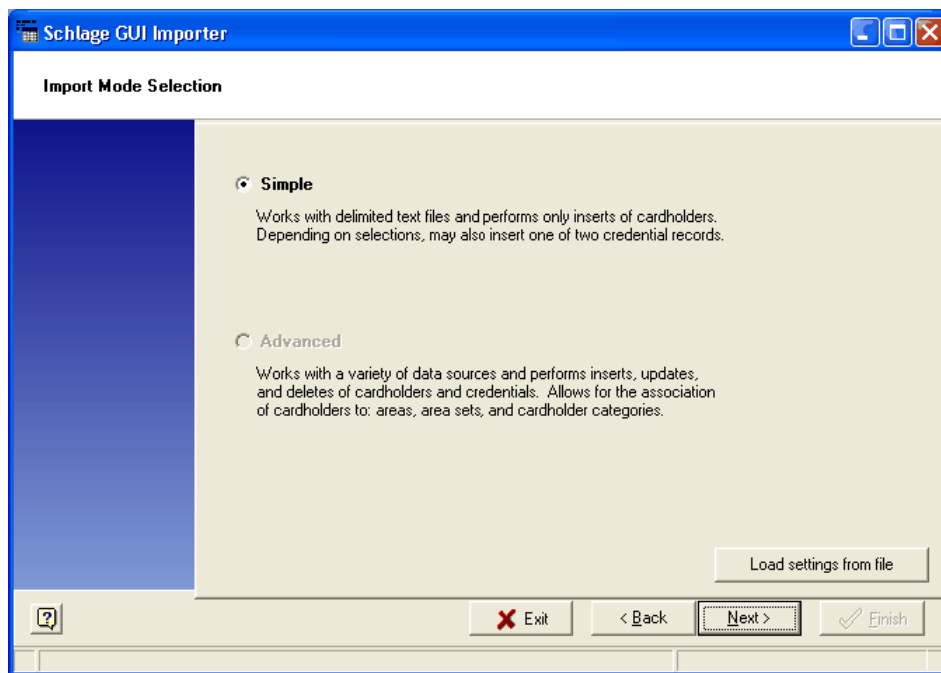 Schlage GUI Importer
Import Mode Selection
Simple
Works with delimited text files and performs only inserts of cardholders.
Depending on selections, may also insert one of two credential records.
Advanced
Works with a variety of data sources and performs inserts, updates,
and deletes of cardholders and credentials. Allows for the association
of cardholders to: areas, area sets, and cardholder categories.
Load settings from file
Exit
< Back
Next >
Finish